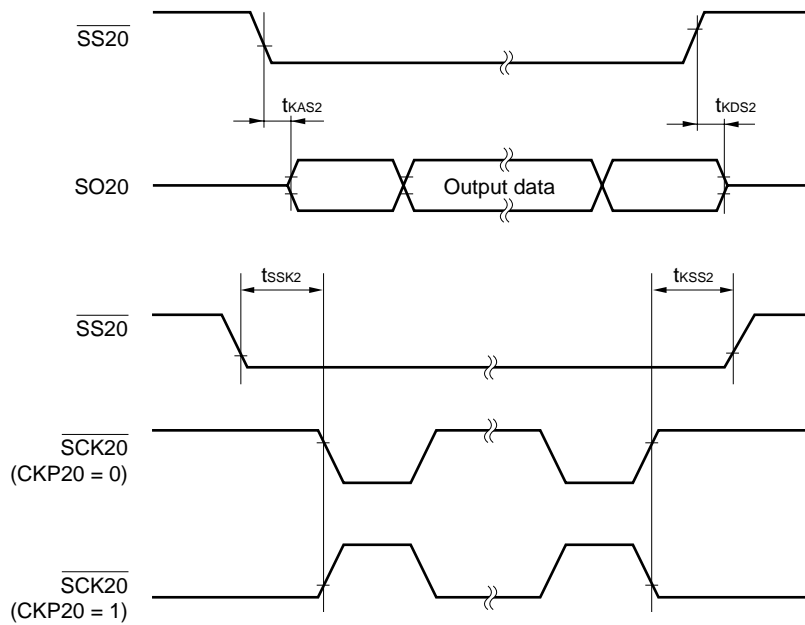 SS20
tKAS2
tKDS2
SO20
Output data
tSSK2
tKSS2
SS20
SCK20
(CKP20 = 0)
SCK20
(CKP20 = 1)